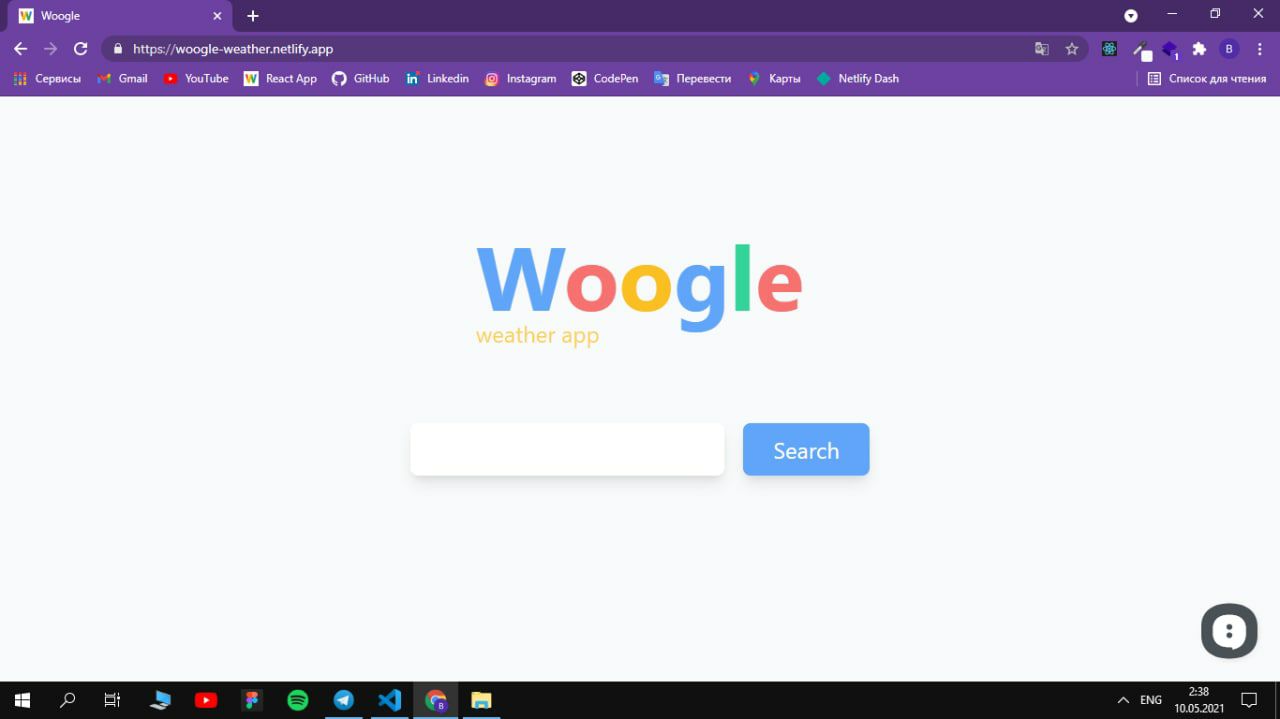 Woogle
https://woogle-weather.netlify.app
Сервисы Gmail YouTube React App GitHub Linkedin Instagram CodePen Перевести Карты Netlify Dash Список для чтения
Woogle
weather app
Search
ENG 2:38
10.05.2021